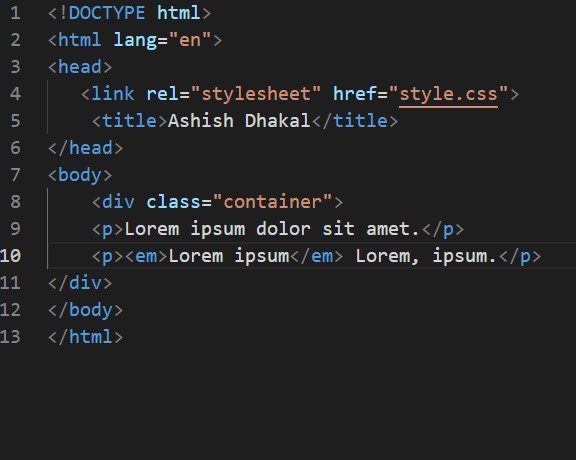 1 <!DOCTYPE html>
2 <html lang="en">
3 <head>
4    <link rel="stylesheet" href="style.css">
5     <title>Ashish Dhakal</title>
6 </head>
7 <body>
8     <div class="container">
9     <p>Lorem ipsum dolor sit amet.</p>
10     <p><em>Lorem ipsum</em> Lorem, ipsum.</p>
11 </div>
12 </body>
13 </html>